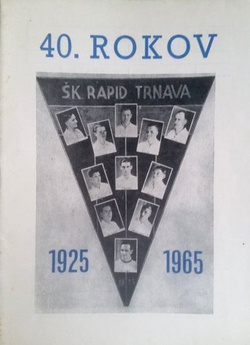 40. ROKOV
ŠK RAPID TRNAVA
1925 1965